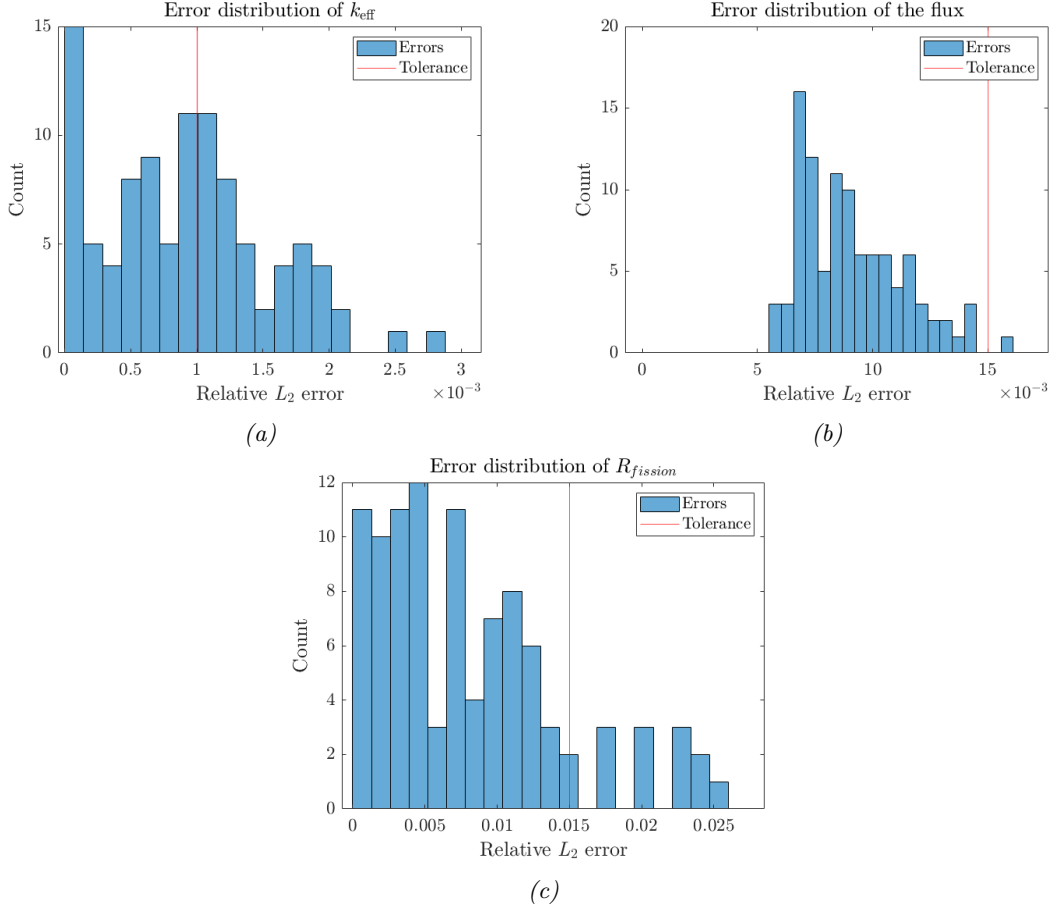 Error distribution of k_eff
15
10
5
0
Count
Errors
Tolerance
0 0.5 1 1.5 2 2.5 3
Relative L_2 error
×10^−3
(a)
Error distribution of the flux
20
15
10
5
0
Count
Errors
Tolerance
0 5 10 15
Relative L_2 error
×10^−3
(b)
Error distribution of R_fission
12
10
8
6
4
2
0
Count
Errors
Tolerance
0 0.005 0.01 0.015 0.02 0.025
Relative L_2 error
(c)